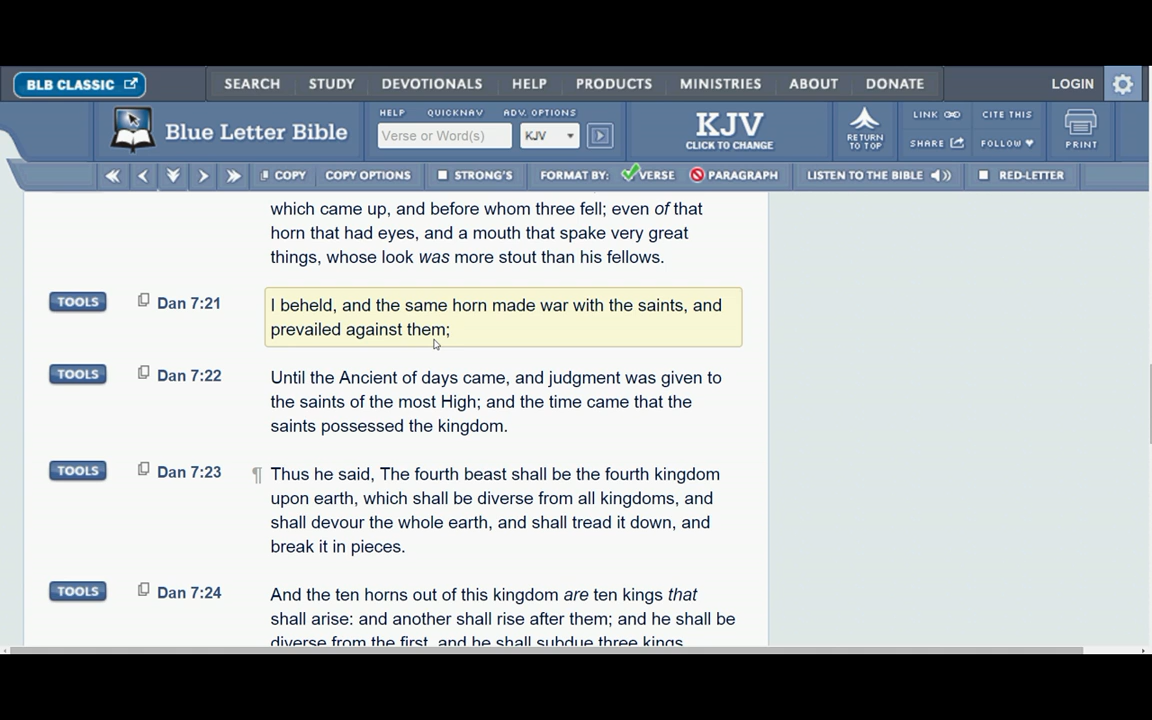 BLB CLASSIC
SEARCH STUDY DEVOTIONALS HELP PRODUCTS MINISTRIES ABOUT DONATE LOGIN
Blue Letter Bible
HELP QUICKNAV ADV. OPTIONS
Verse or Word(s) KJV
KJV
CLICK TO CHANGE
RETURN
TO TOP
LINK CITE THIS
SHARE FOLLOW
PRINT
COPY COPY OPTIONS STRONG'S FORMAT BY: VERSE PARAGRAPH LISTEN TO THE BIBLE RED-LETTER
which came up, and before whom three fell; even of that
horn that had eyes, and a mouth that spake very great
things, whose look was more stout than his fellows.
TOOLS Dan 7:21 I beheld, and the same horn made war with the saints, and
prevailed against them;
TOOLS Dan 7:22 Until the Ancient of days came, and judgment was given to
the saints of the most High; and the time came that the
saints possessed the kingdom.
TOOLS Dan 7:23 ¶ Thus he said, The fourth beast shall be the fourth kingdom
upon earth, which shall be diverse from all kingdoms, and
shall devour the whole earth, and shall tread it down, and
break it in pieces.
TOOLS Dan 7:24 And the ten horns out of this kingdom are ten kings that
shall arise: and another shall rise after them; and he shall be
diverse from the first, and he shall subdue three kings